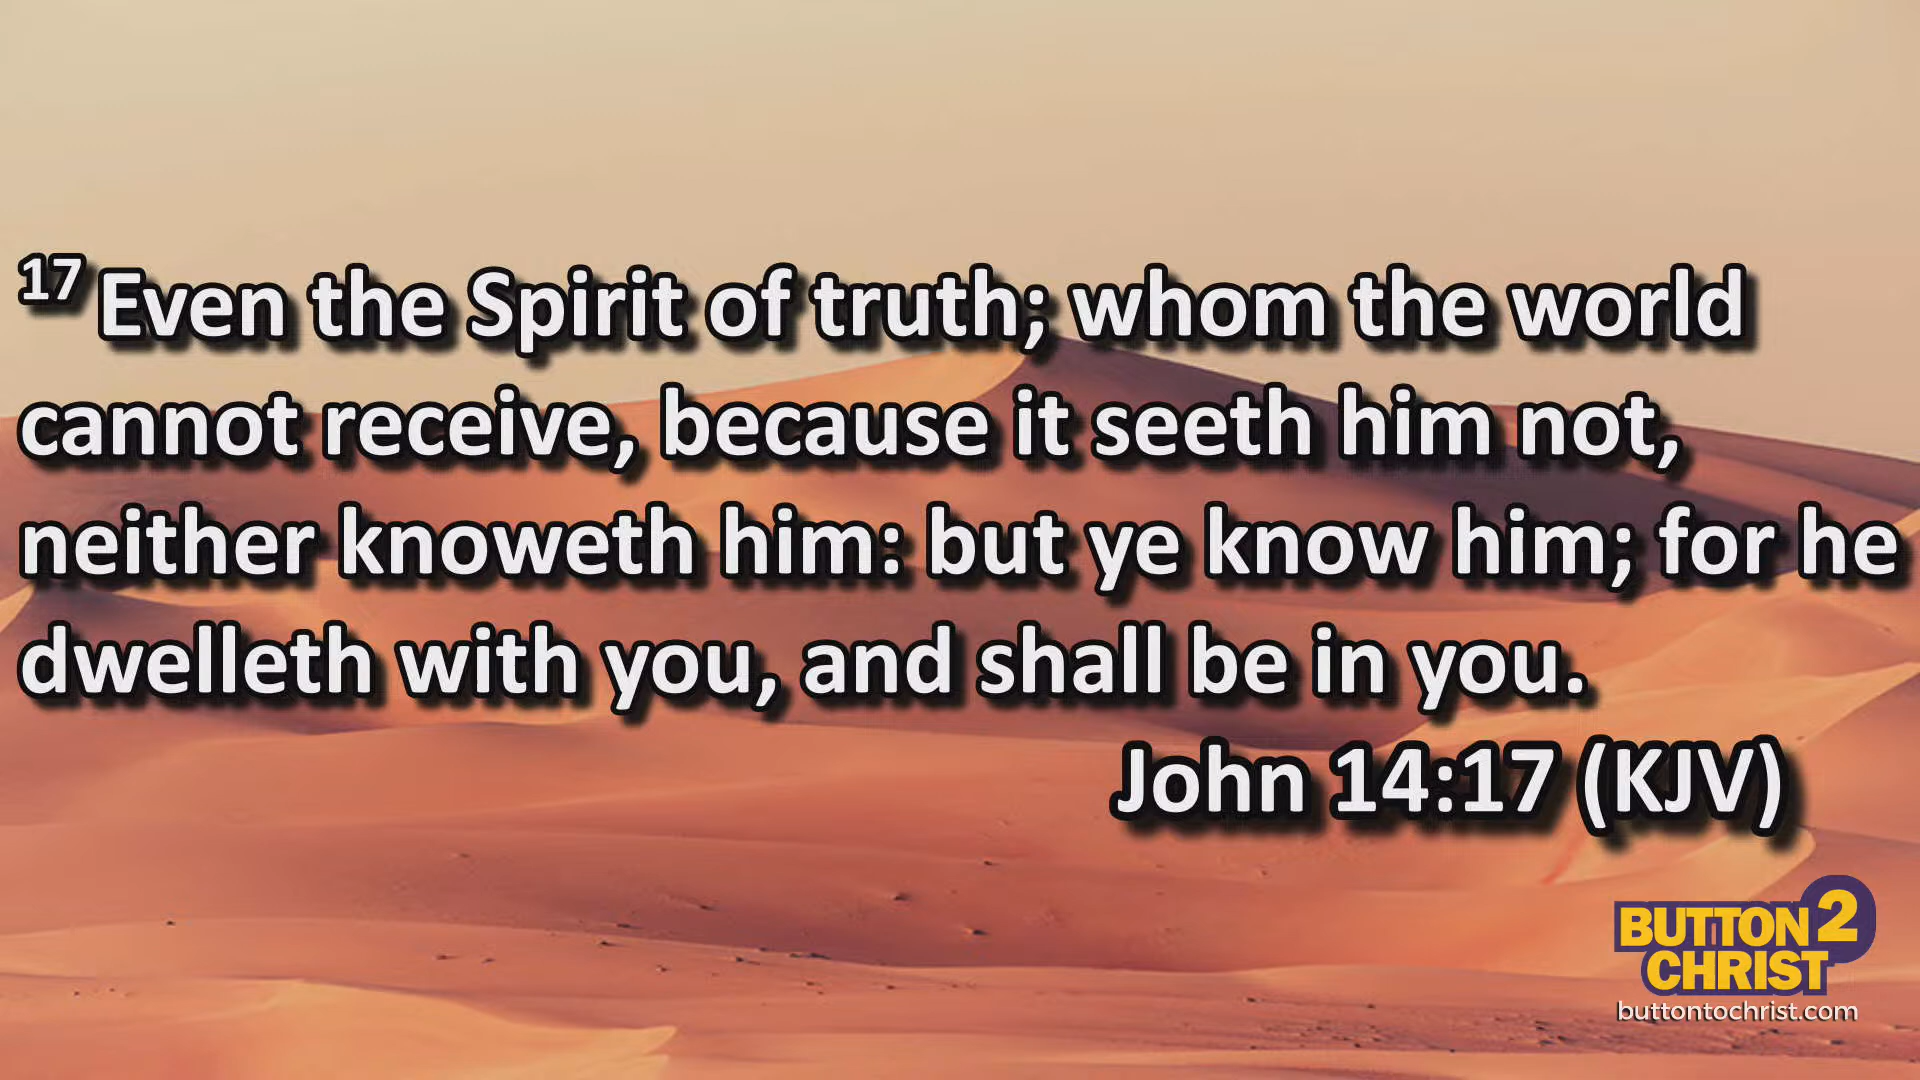 17 Even the Spirit of truth; whom the world
cannot receive, because it seeth him not,
neither knoweth him: but ye know him; for he
dwelleth with you, and shall be in you.
John 14:17 (KJV)
BUTTON 2
CHRIST
buttontochrist.com